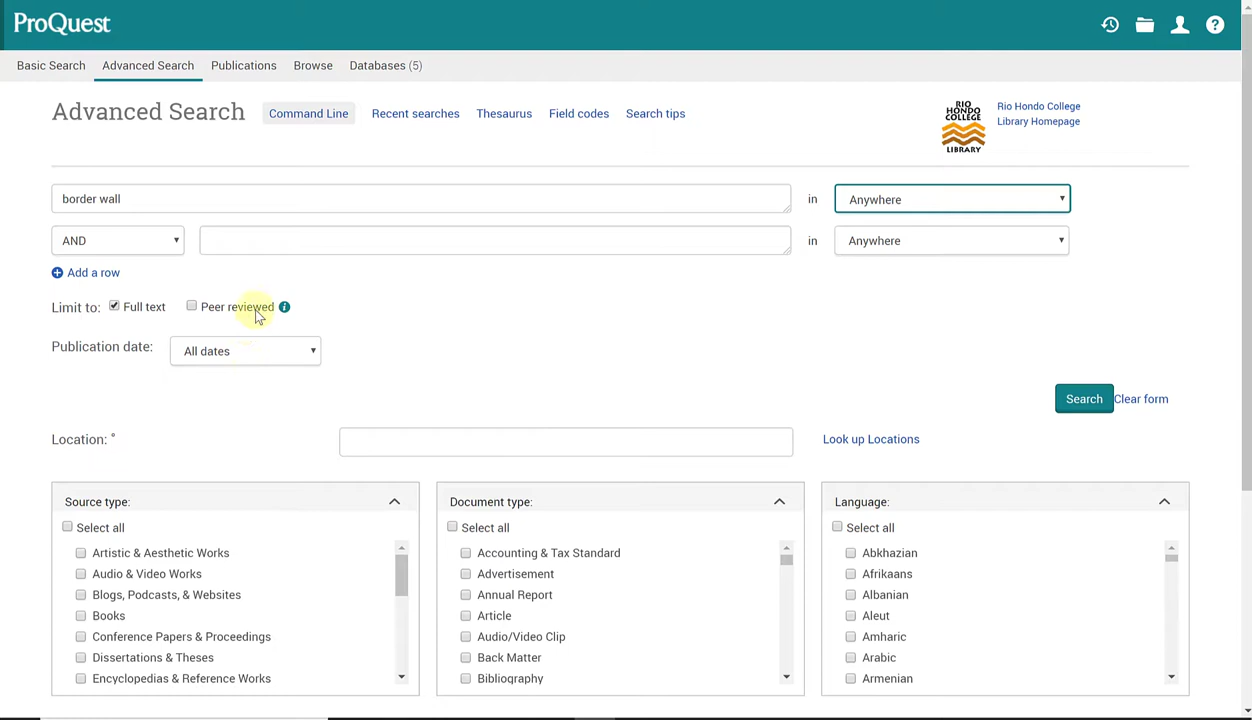 ProQuest
Basic Search Advanced Search Publications Browse Databases (5)
Advanced Search Command Line Recent searches Thesaurus Field codes Search tips
RIO HONDO COLLEGE LIBRARY
Rio Hondo College
Library Homepage
border wall in Anywhere
AND in Anywhere
Add a row
Limit to: Full text Peer reviewed
Publication date: All dates
Search Clear form
Location: Look up Locations
Source type: Document type: Language:
Select all Select all Select all
Artistic & Aesthetic Works Accounting & Tax Standard Abkhazian
Audio & Video Works Advertisement Afrikaans
Blogs, Podcasts, & Websites Annual Report Albanian
Books Article Aleut
Conference Papers & Proceedings Audio/Video Clip Amharic
Dissertations & Theses Back Matter Arabic
Encyclopedias & Reference Works Bibliography Armenian